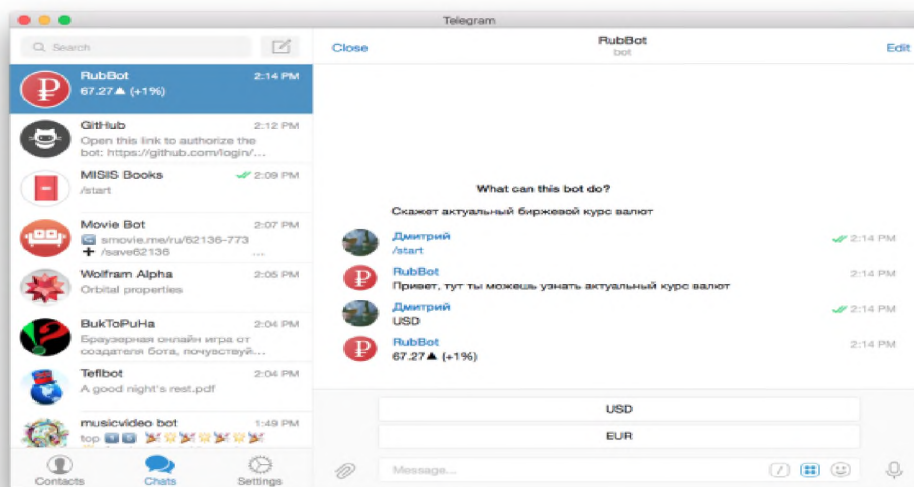 Telegram
Search
RubBot 2:14 PM
67.27▲ (+1%)
GitHub 2:12 PM
Open this link to authorize the
bot: https://github.com/login/...
MISIS Books 2:09 PM
/start
Movie Bot 2:07 PM
smovie.me/ru/62136-773
/save62136 ...
Wolfram Alpha 2:05 PM
Orbital properties
BukToPuHa 2:04 PM
Браузерная онлайн игра от
создателя бота, почувствуй...
Teflbot 2:04 PM
A good night's rest.pdf
musicvideo bot 1:49 PM
top
Contacts Chats Settings
Close RubBot Edit
bot
What can this bot do?
Скажет актуальный биржевой курс валют
Дмитрий 2:14 PM
/start
RubBot 2:14 PM
Привет, тут ты можешь узнать актуальный курс валют
Дмитрий 2:14 PM
USD
RubBot 2:14 PM
67.27▲ (+1%)
USD
EUR
Message...